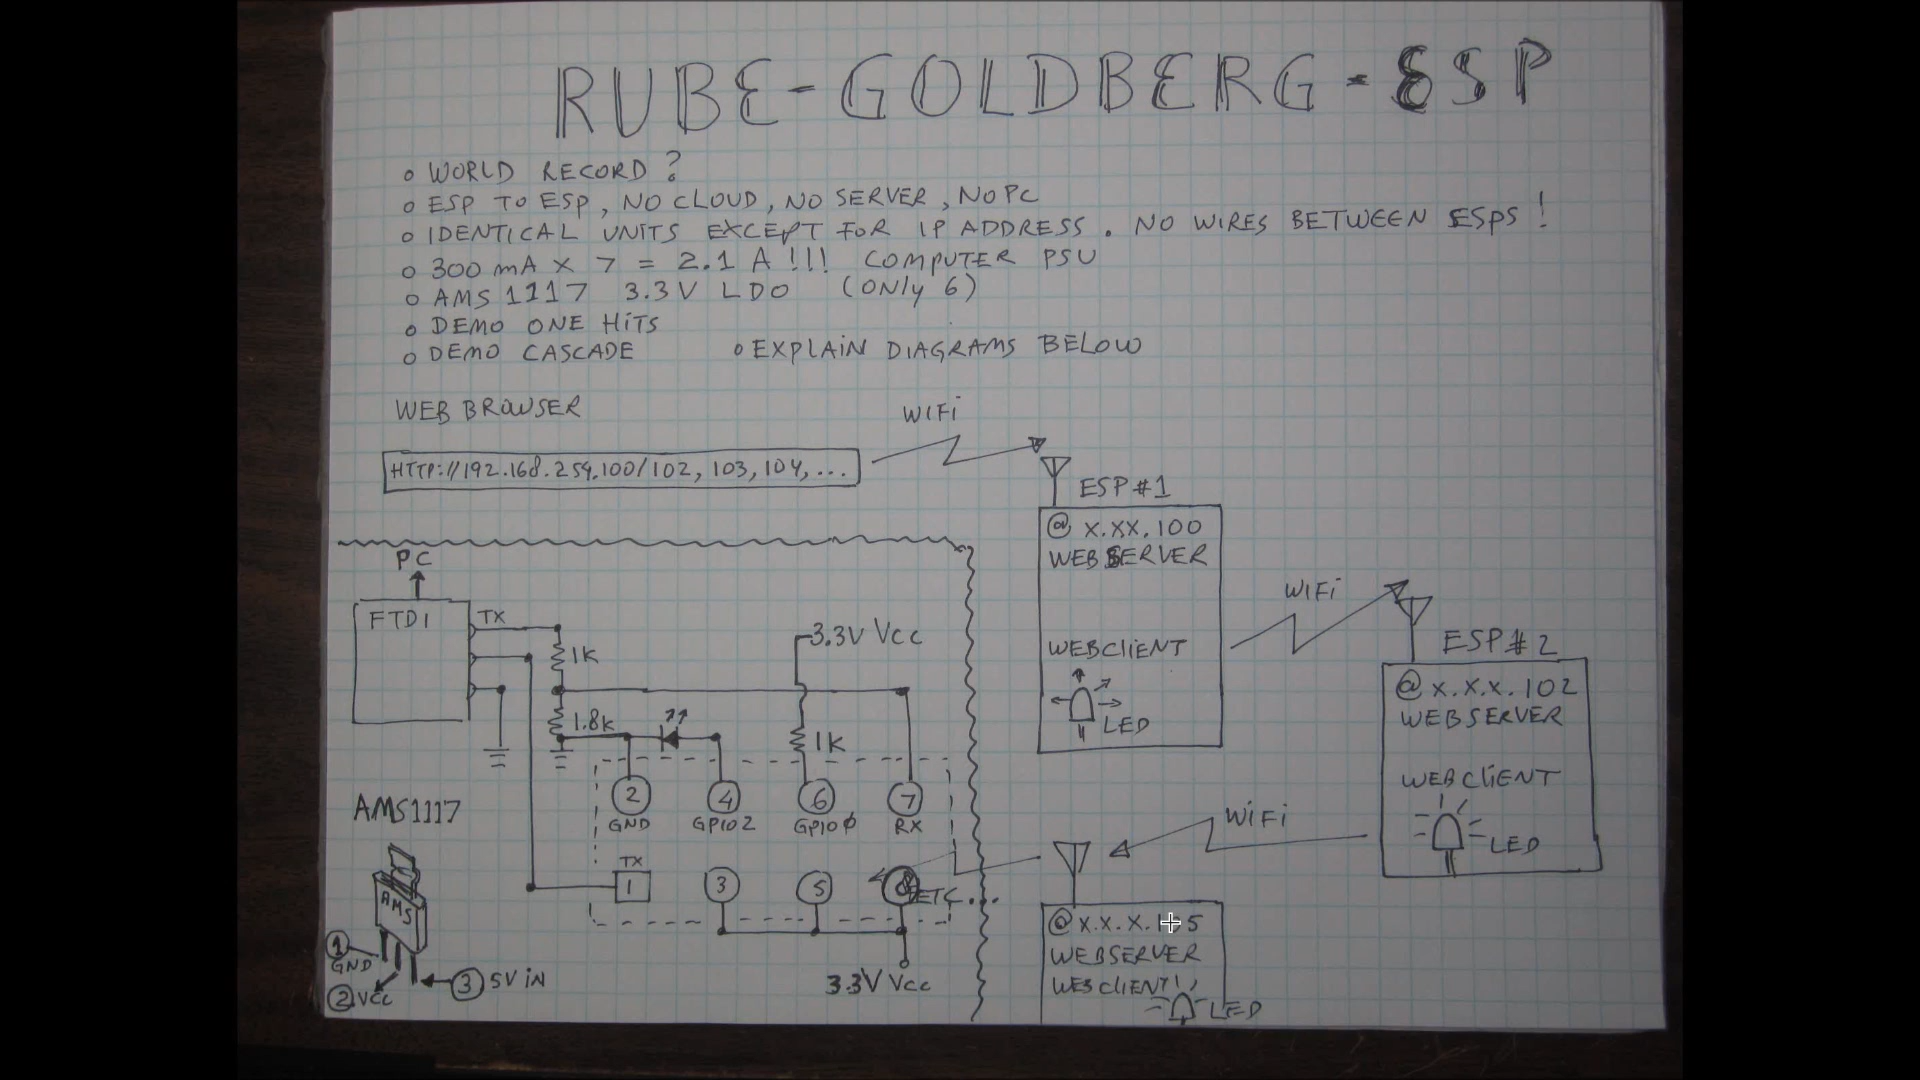 RUBE-GOLDBERG-ESP
WORLD RECORD ?
ESP TO ESP, NO CLOUD, NO SERVER, NO PC
IDENTICAL UNITS EXCEPT FOR IP ADDRESS. NO WIRES BETWEEN ESPS !
300 mA X 7 = 2.1 A !!! COMPUTER PSU
AMS 1117 3.3V LDO (ONLY 6)
DEMO ONE HITS
DEMO CASCADE
EXPLAIN DIAGRAMS BELOW
WEB BROWSER
HTTP://192.168.254.100/102, 103, 104, ...
WIFI
ESP #1
@ X.XX.100
WEBSERVER
WEBCLIENT
LED
WIFI
ESP # 2
@ X.X.X.102
WEBSERVER
WEBCLIENT
LED
WIFI
@ X.X.X.1 5
WEBSERVER
WEBCLIENT
LED
ETC...
PC
FTDI
TX
1K
1.8K
3.3V VCC
1K
2
GND
4
GPIO2
6
GPIO0
7
RX
TX
1
3
5
8
3.3V VCC
AMS1117
AMS
1
GND
2 VCC
3 5V IN